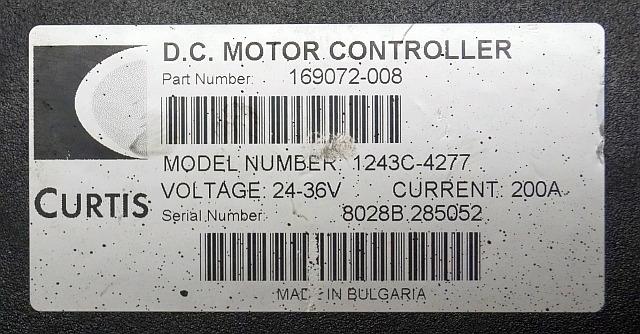 D.C. MOTOR CONTROLLER
Part Number: 169072-008
MODEL NUMBER: 1243C-4277
VOLTAGE: 24-36V CURRENT: 200A
CURTIS
Serial Number: 8028B.285052
MADE IN BULGARIA